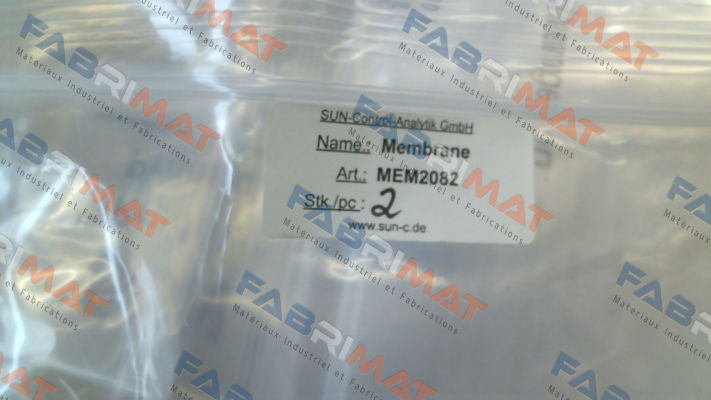 SUN-Control-Analytik GmbH
Name.: Membrane
Art.: MEM2082
Stk./pc.: 2
www.sun-c.de
FABRIMAT
Materiaux Industriel et Fabrications